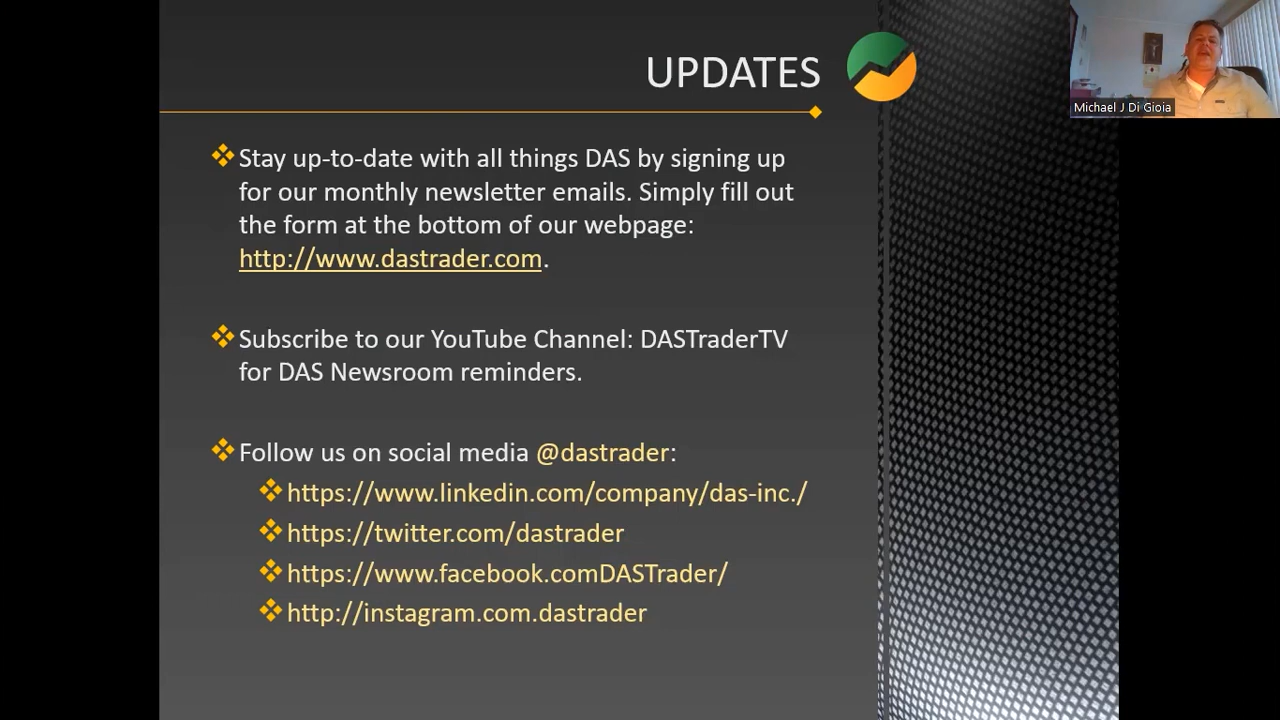 UPDATES
Michael J Di Gioia
Stay up-to-date with all things DAS by signing up
for our monthly newsletter emails. Simply fill out
the form at the bottom of our webpage:
http://www.dastrader.com.
Subscribe to our YouTube Channel: DASTraderTV
for DAS Newsroom reminders.
Follow us on social media @dastrader:
https://www.linkedin.com/company/das-inc./
https://twitter.com/dastrader
https://www.facebook.comDASTrader/
http://instagram.com.dastrader